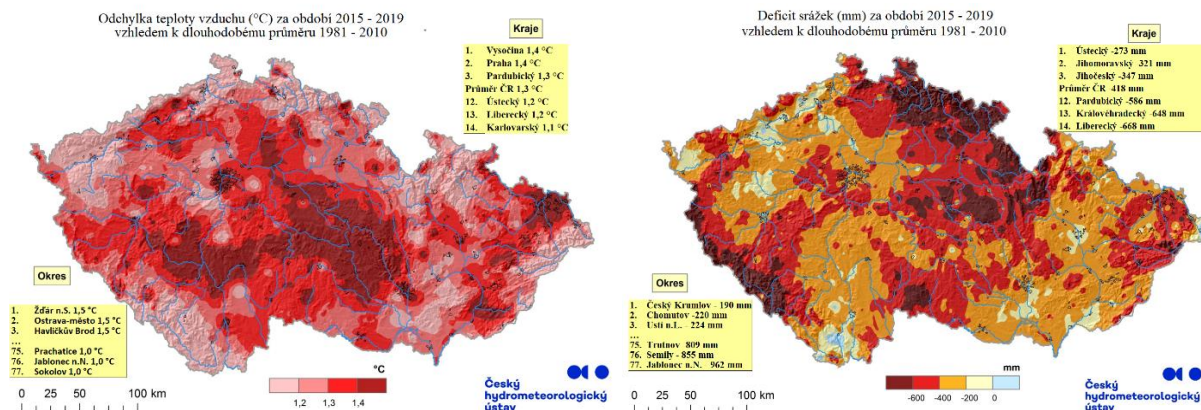 Odchylka teploty vzduchu (°C) za období 2015 - 2019
vzhledem k dlouhodobému průměru 1981 - 2010
Kraje
1. Vysočina 1,4 °C
2. Praha 1,4 °C
3. Pardubický 1,3 °C
Průměr ČR 1,3 °C
12. Ústecký 1,2 °C
13. Liberecký 1,2 °C
14. Karlovarský 1,1 °C
Okres
1. Žďár n.S. 1,5 °C
2. Ostrava-město 1,5 °C
3. Havlíčkův Brod 1,5 °C
...
75. Prachatice 1,0 °C
76. Jablonec n.N. 1,0 °C
77. Sokolov 1,0 °C
0 25 50 100 km
°C
1,2 1,3 1,4
Český
hydrometeorologický
ústav
Deficit srážek (mm) za období 2015 - 2019
vzhledem k dlouhodobému průměru 1981 - 2010
Kraje
1. Ústecký -273 mm
2. Jihomoravský 321 mm
3. Jihočeský -347 mm
Průměr ČR 418 mm
12. Pardubický -586 mm
13. Královéhradecký -648 mm
14. Liberecký -668 mm
Okres
1. Český Krumlov - 190 mm
2. Chomutov -220 mm
3. Ústí n.L. - 224 mm
...
75. Trutnov 809 mm
76. Semily -855 mm
77. Jablonec n.N. 962 mm
0 25 50 100 km
mm
-600 -400 -200 0
Český
hydrometeorologický
ústav